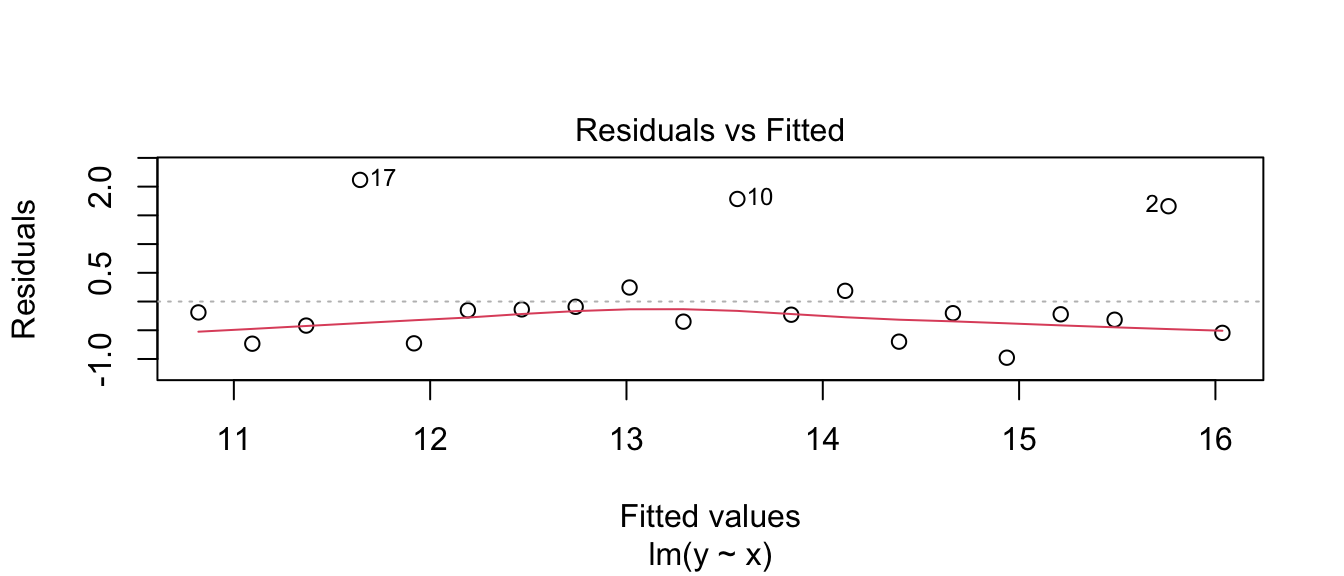 Residuals vs Fitted
Residuals
2.0
0.5
-1.0
17
10
2
11 12 13 14 15 16
Fitted values
lm(y ~ x)